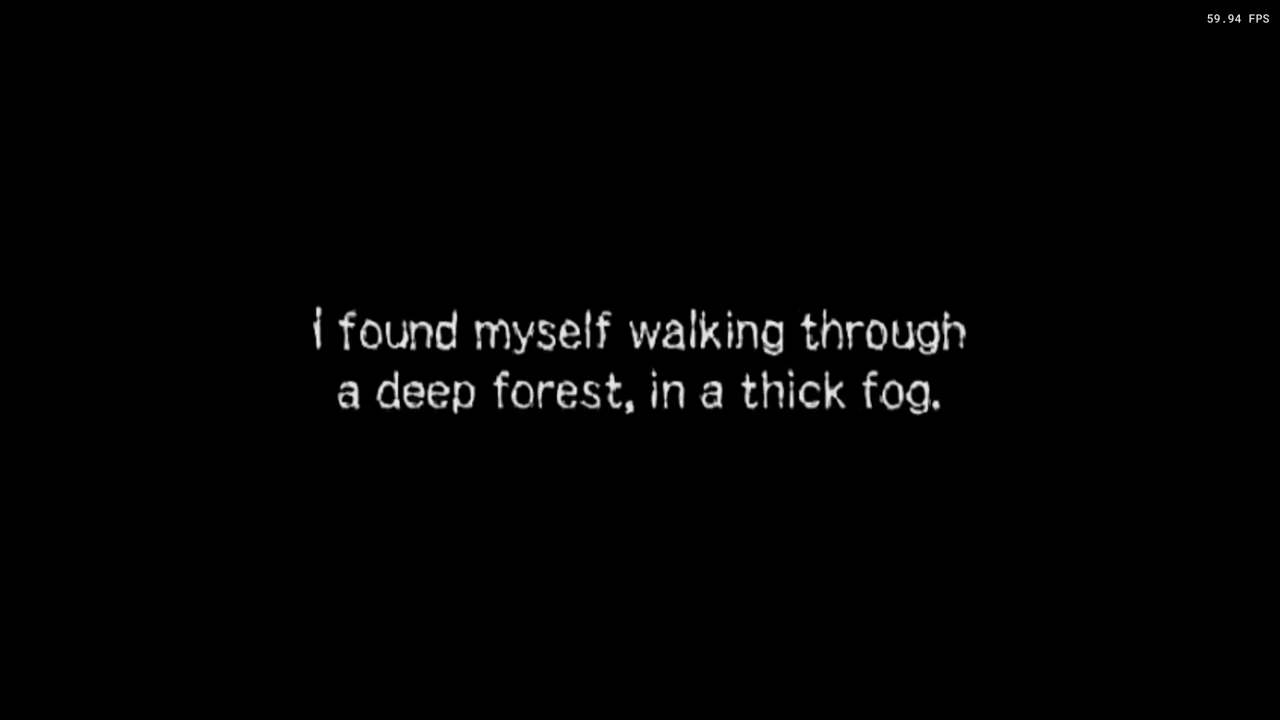 59.94 FPS
I found myself walking through
a deep forest, in a thick fog.